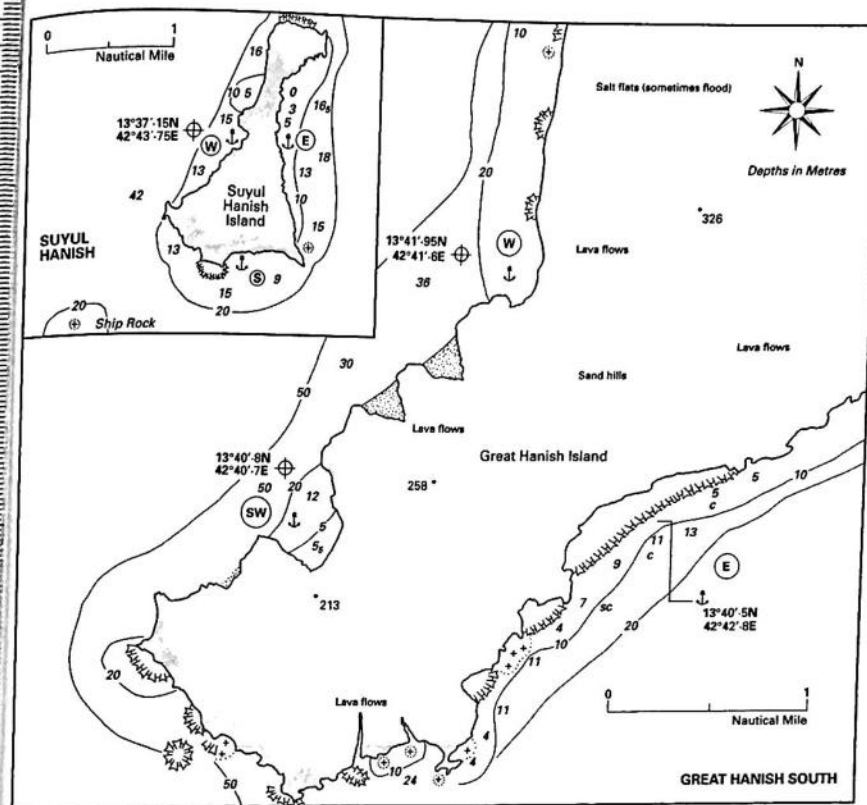 0 1
Nautical Mile
16
10 5
0
3
5
16₅
13°37'·15N
42°43'·75E
15
W
E
13
18
13
42
10
Suyul
Hanish
Island
15
SUYUL
HANISH
13
S
9
15
20
20
Ship Rock
10
Salt flats (sometimes flood)
N
Depths in Metres
20
326
13°41'·95N
42°41'·6E
W
Lava flows
36
30
50
Lava flows
Sand hills
Lava flows
Great Hanish Island
13°40'·8N
42°40'·7E
258
50
20
12
SW
5
5₅
5
10
5
c
13
11
c
E
9
213
7
sc
13°40'·5N
42°42'·8E
4
20
10
11
20
11
0 1
Nautical Mile
Lava flows
4
4
10
24
50
GREAT HANISH SOUTH